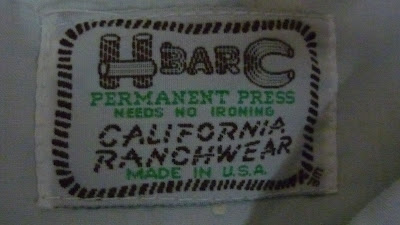 H BAR C
PERMANENT PRESS
NEEDS NO IRONING
CALIFORNIA
RANCHWEAR
MADE IN U.S.A.